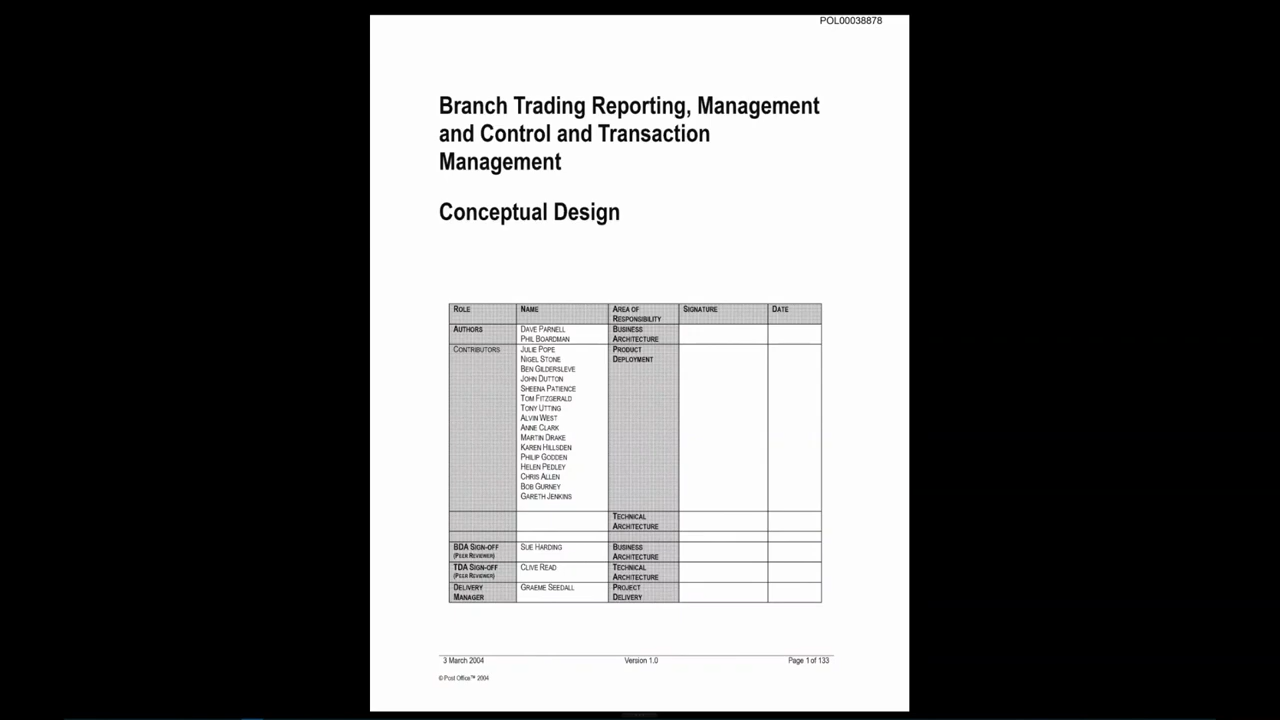 POL00038878
Branch Trading Reporting, Management
and Control and Transaction
Management
Conceptual Design
ROLE NAME AREA OF RESPONSIBILITY SIGNATURE DATE
AUTHORS DAVE PARNELL BUSINESS
PHIL BOARDMAN ARCHITECTURE
CONTRIBUTORS JULIE POPE PRODUCT
NIGEL STONE DEPLOYMENT
BEN GILDERSLEVE
JOHN DUTTON
SHEENA PATIENCE
TOM FITZGERALD
TONY UTTING
ALVIN WEST
ANNE CLARK
MARTIN DRAKE
KAREN HILLSDEN
PHILIP GODDEN
HELEN PEDLEY
CHRIS ALLEN
BOB GURNEY
GARETH JENKINS
TECHNICAL
ARCHITECTURE
BDA SIGN-OFF SUE HARDING BUSINESS
(PEER REVIEWER) ARCHITECTURE
TDA SIGN-OFF CLIVE READ TECHNICAL
(PEER REVIEWER) ARCHITECTURE
DELIVERY GRAEME SEEDALL PROJECT
MANAGER DELIVERY
3 March 2004 Version 1.0 Page 1 of 133
© Post Office™ 2004